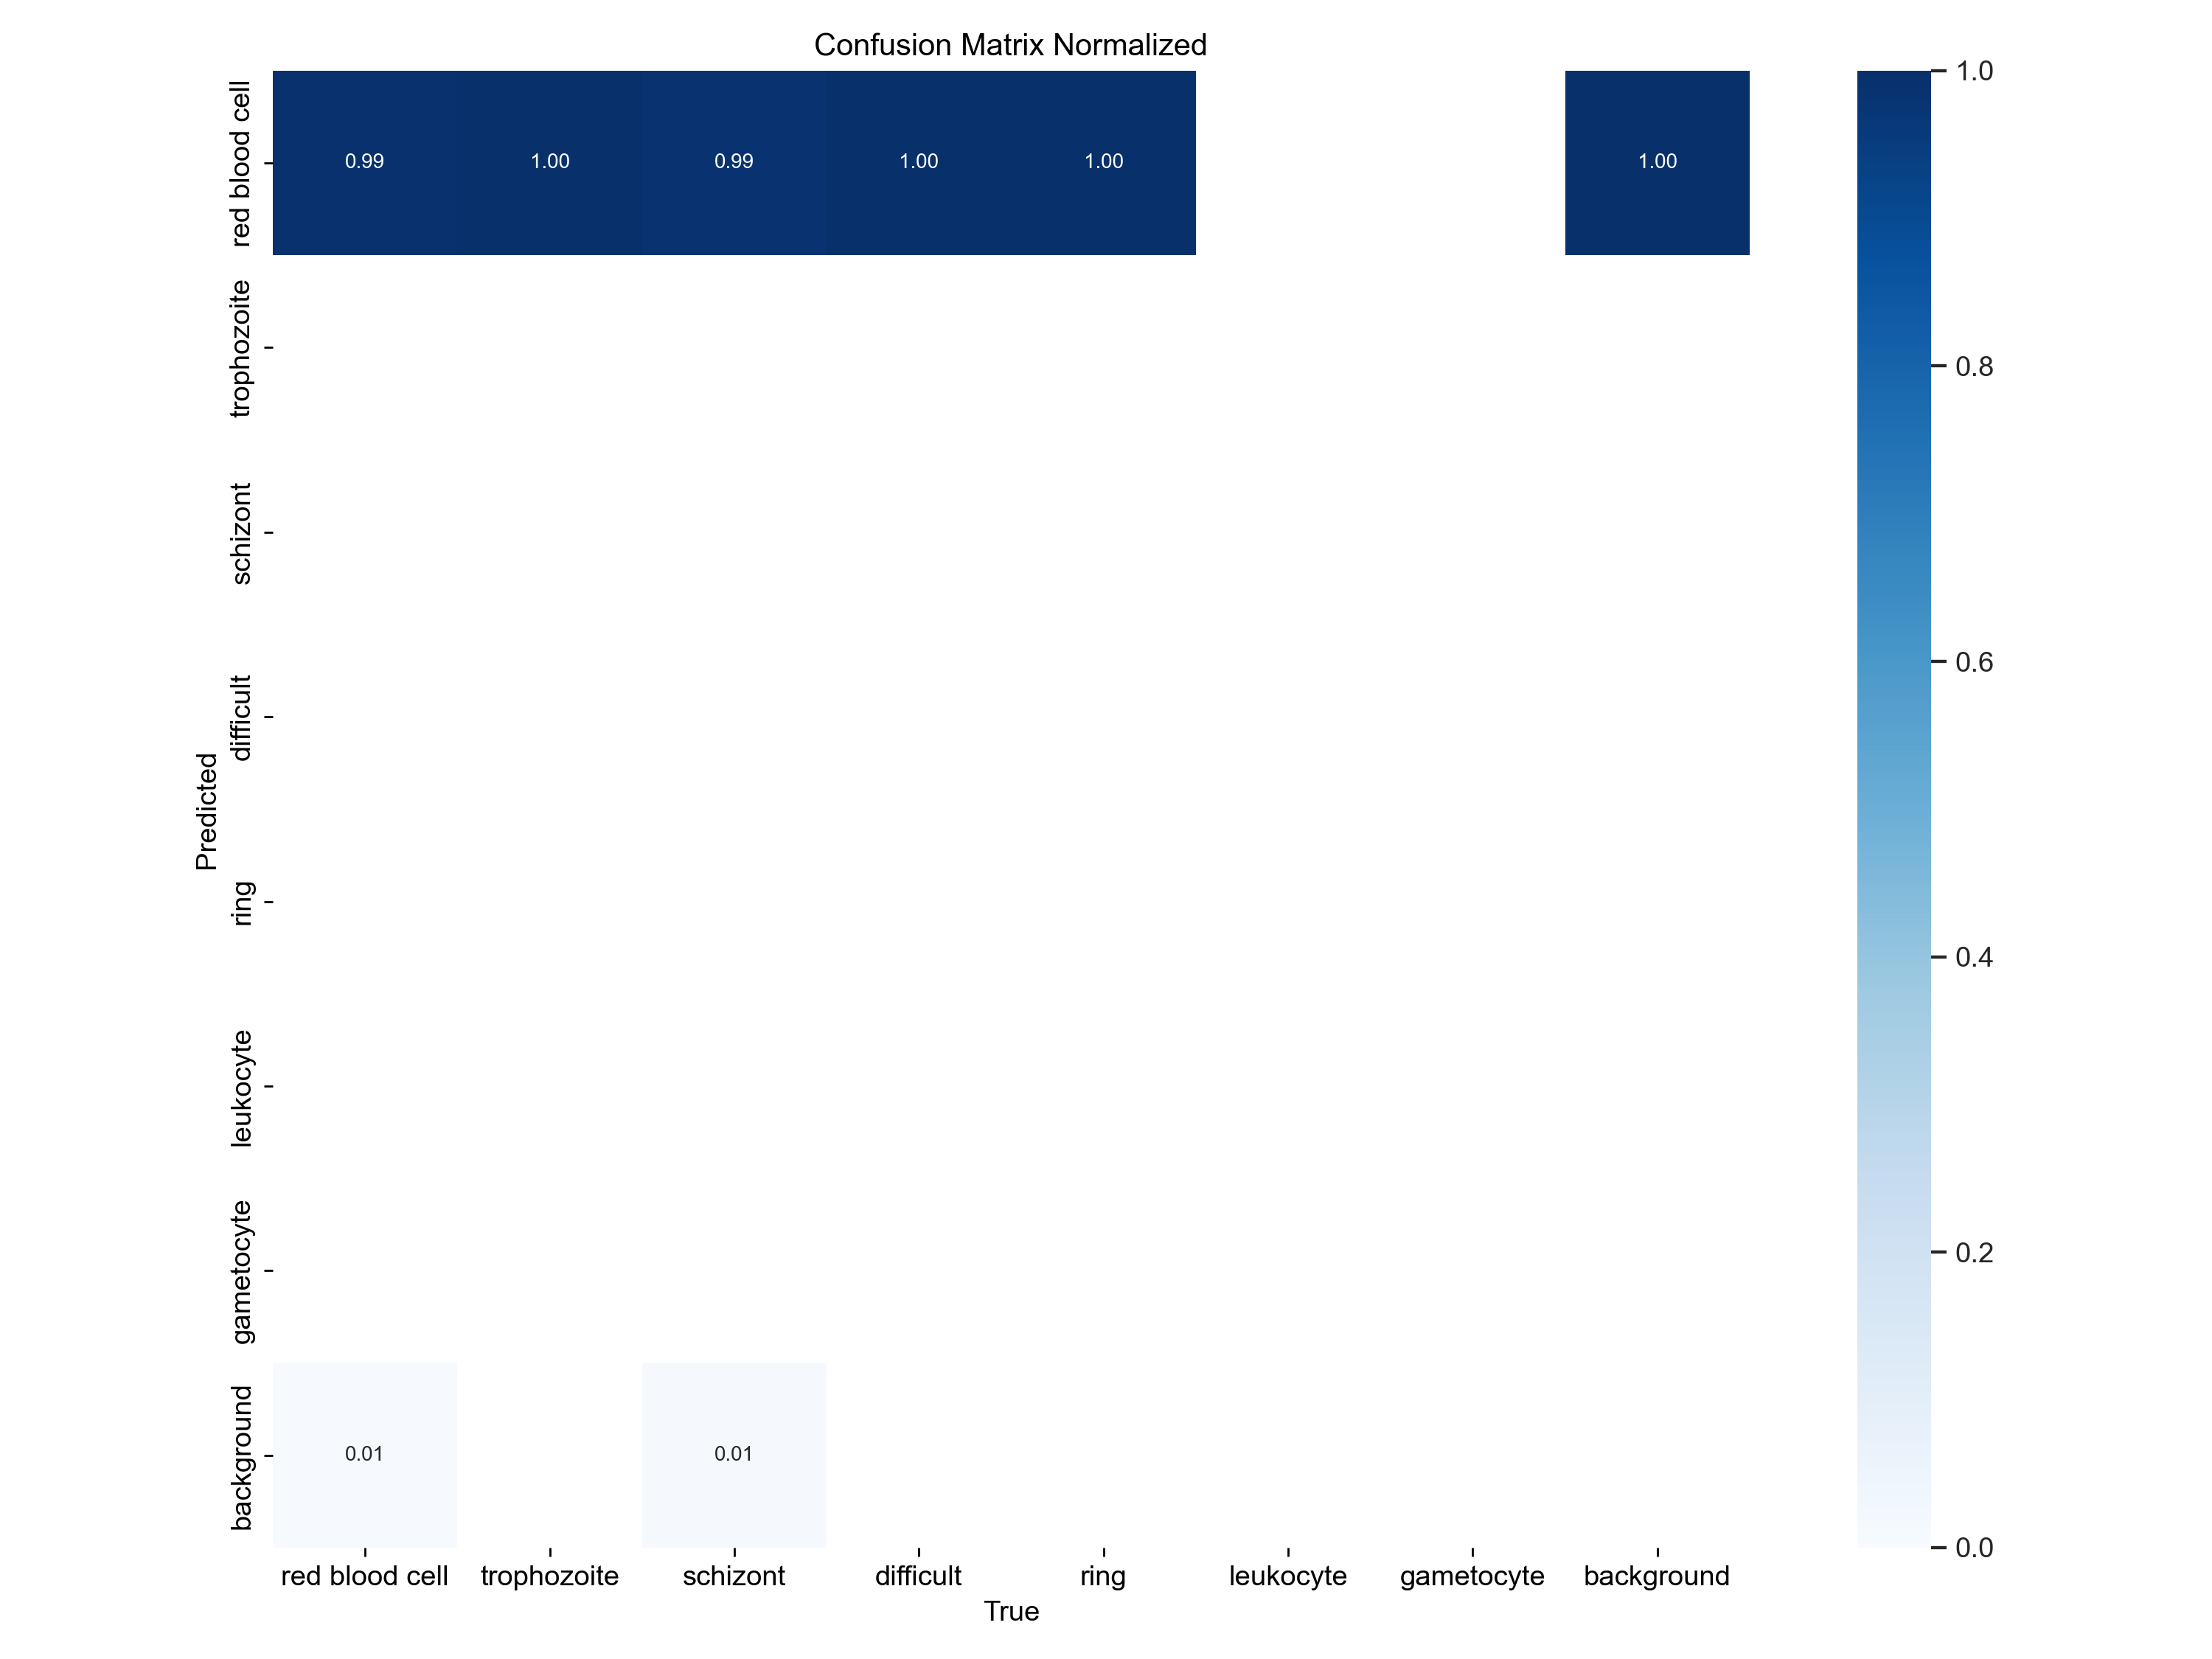 Confusion Matrix Normalized
red blood cell
trophozoite
schizont
difficult
ring
leukocyte
gametocyte
background
Predicted
0.99 1.00 0.99 1.00 1.00 1.00
0.01 0.01
red blood cell trophozoite schizont difficult ring leukocyte gametocyte background
True
1.0
0.8
0.6
0.4
0.2
0.0